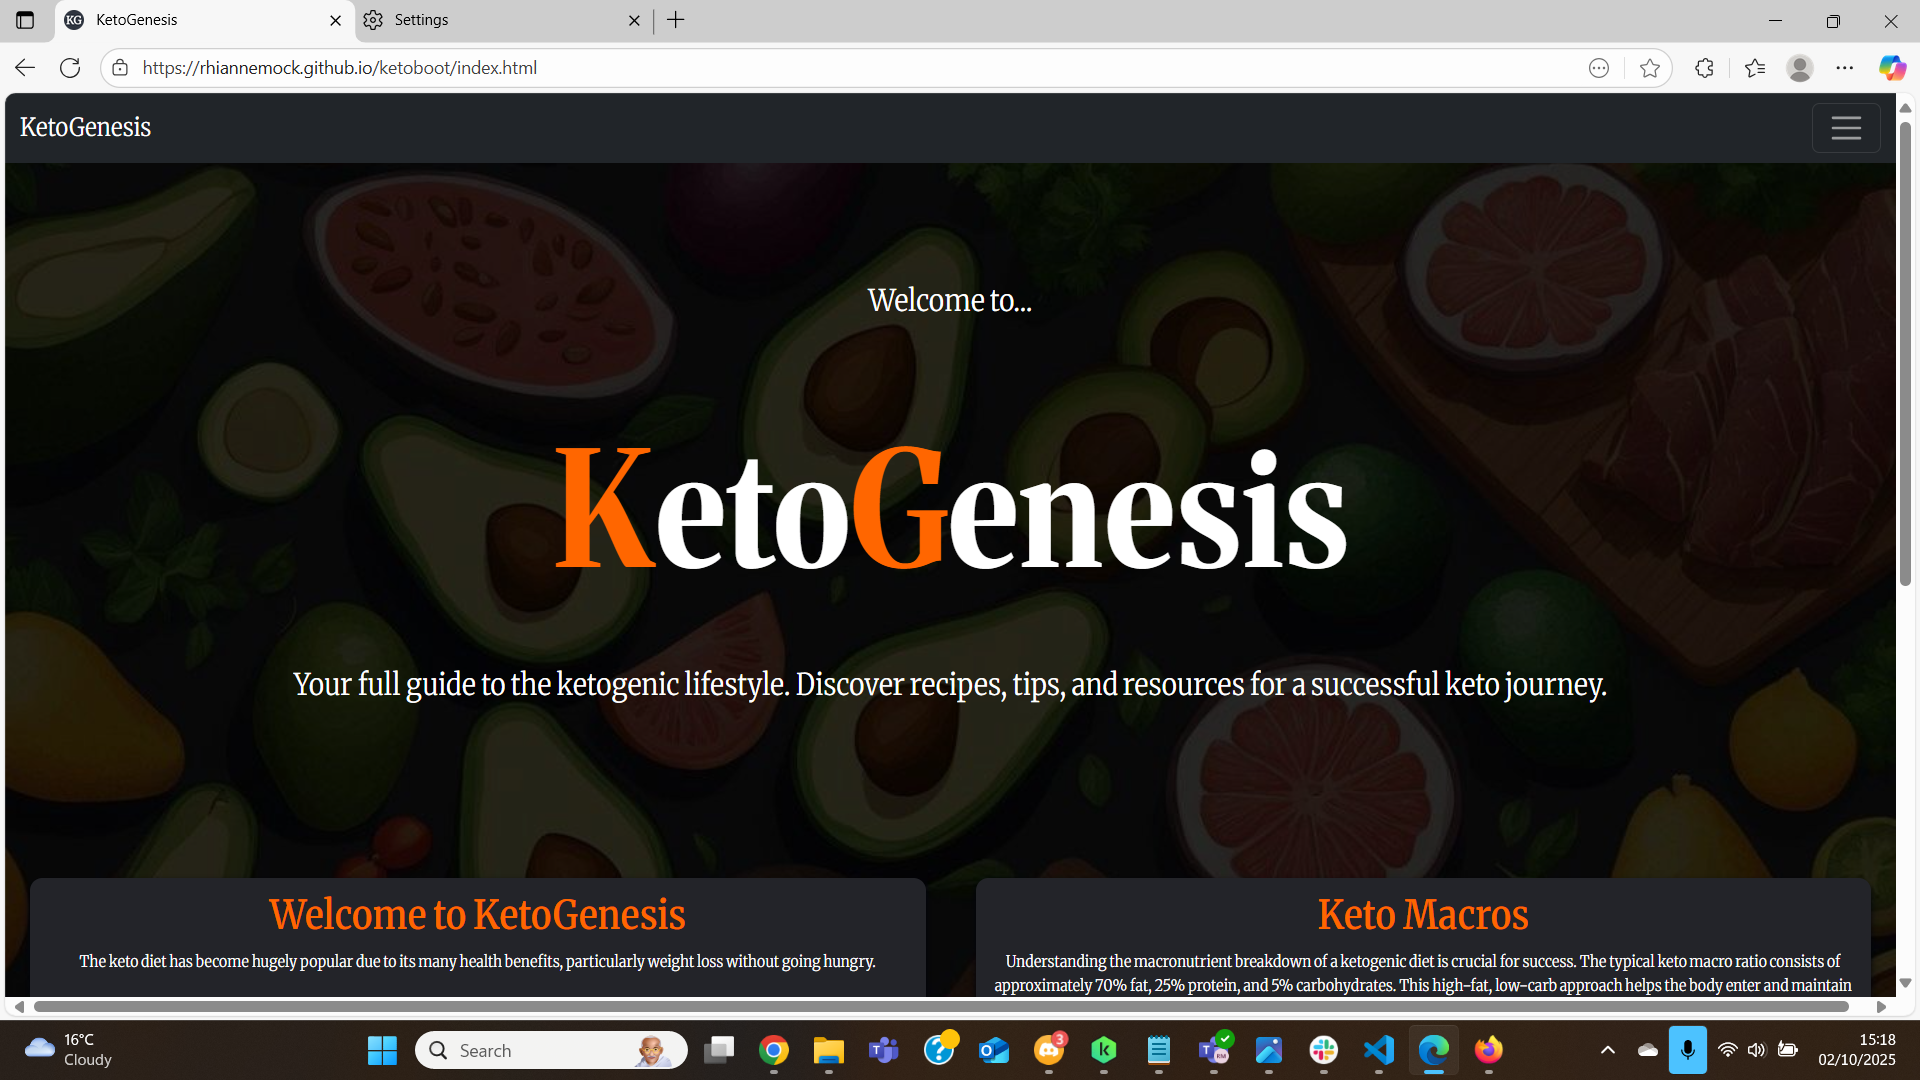 KG KetoGenesis
Settings
https://rhiannemock.github.io/ketoboot/index.html
KetoGenesis
Welcome to...
KetoGenesis
Your full guide to the ketogenic lifestyle. Discover recipes, tips, and resources for a successful keto journey.
Welcome to KetoGenesis
The keto diet has become hugely popular due to its many health benefits, particularly weight loss without going hungry.
Keto Macros
Understanding the macronutrient breakdown of a ketogenic diet is crucial for success. The typical keto macro ratio consists of
approximately 70% fat, 25% protein, and 5% carbohydrates. This high-fat, low-carb approach helps the body enter and maintain
16°C
Cloudy
Search
3
15:18
02/10/2025